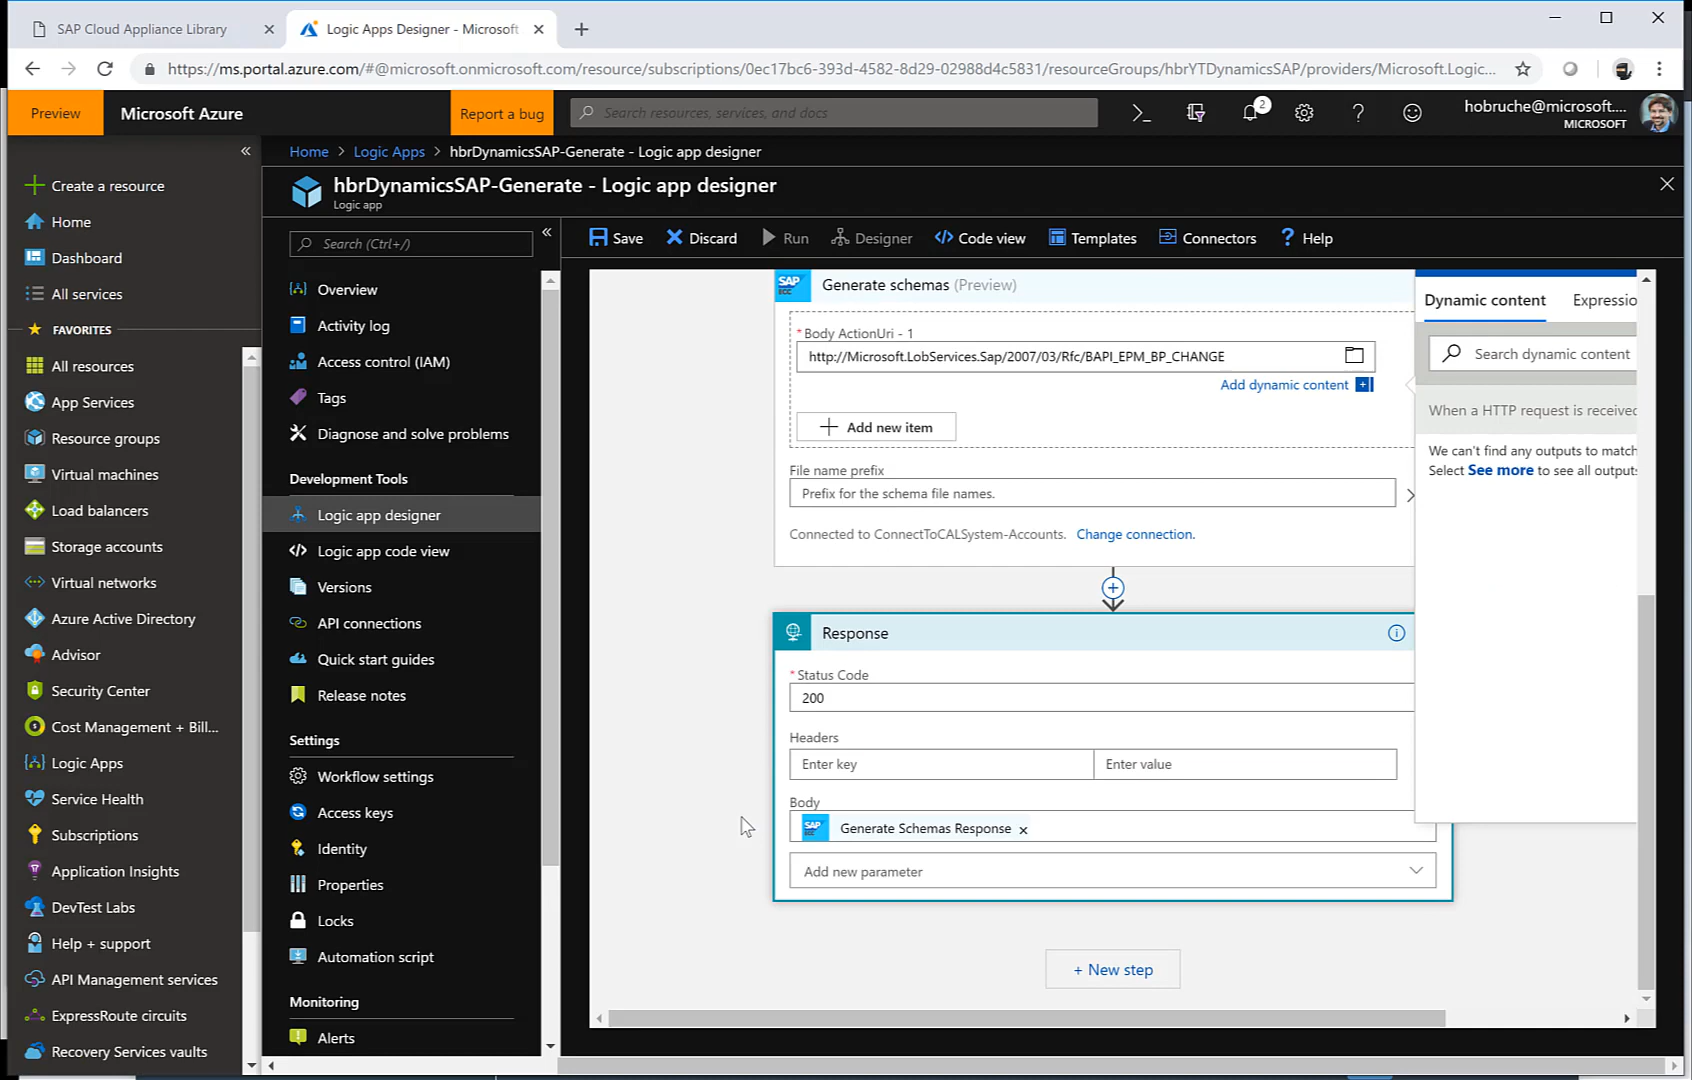 SAP Cloud Appliance Library
Logic Apps Designer - Microsoft
https://ms.portal.azure.com/#@microsoft.onmicrosoft.com/resource/subscriptions/0ec17bc6-393d-4582-8d29-02988d4c5831/resourceGroups/hbrYTDynamicsSAP/providers/Microsoft.Logic...
Preview
Microsoft Azure
Report a bug
Search resources, services, and docs
2
hobruche@microsoft....
MICROSOFT
Home > Logic Apps > hbrDynamicsSAP-Generate - Logic app designer
hbrDynamicsSAP-Generate - Logic app designer
Logic app
Create a resource
Home
Dashboard
All services
FAVORITES
All resources
App Services
Resource groups
Virtual machines
Load balancers
Storage accounts
Virtual networks
Azure Active Directory
Advisor
Security Center
Cost Management + Bill...
Logic Apps
Service Health
Subscriptions
Application Insights
DevTest Labs
Help + support
API Management services
ExpressRoute circuits
Recovery Services vaults
Search (Ctrl+/)
Overview
Activity log
Access control (IAM)
Tags
Diagnose and solve problems
Development Tools
Logic app designer
Logic app code view
Versions
API connections
Quick start guides
Release notes
Settings
Workflow settings
Access keys
Identity
Properties
Locks
Automation script
Monitoring
Alerts
Save
Discard
Run
Designer
Code view
Templates
Connectors
Help
SAP
ECC
Generate schemas (Preview)
* Body ActionUri - 1
http://Microsoft.LobServices.Sap/2007/03/Rfc/BAPI_EPM_BP_CHANGE
Add dynamic content
Add new item
File name prefix
Prefix for the schema file names.
Connected to ConnectToCALSystem-Accounts. Change connection.
Response
* Status Code
200
Headers
Enter key
Enter value
Body
SAP
ECC
Generate Schemas Response
Add new parameter
+ New step
Dynamic content
Expressio
Search dynamic content
When a HTTP request is received
We can't find any outputs to match
Select See more to see all outputs